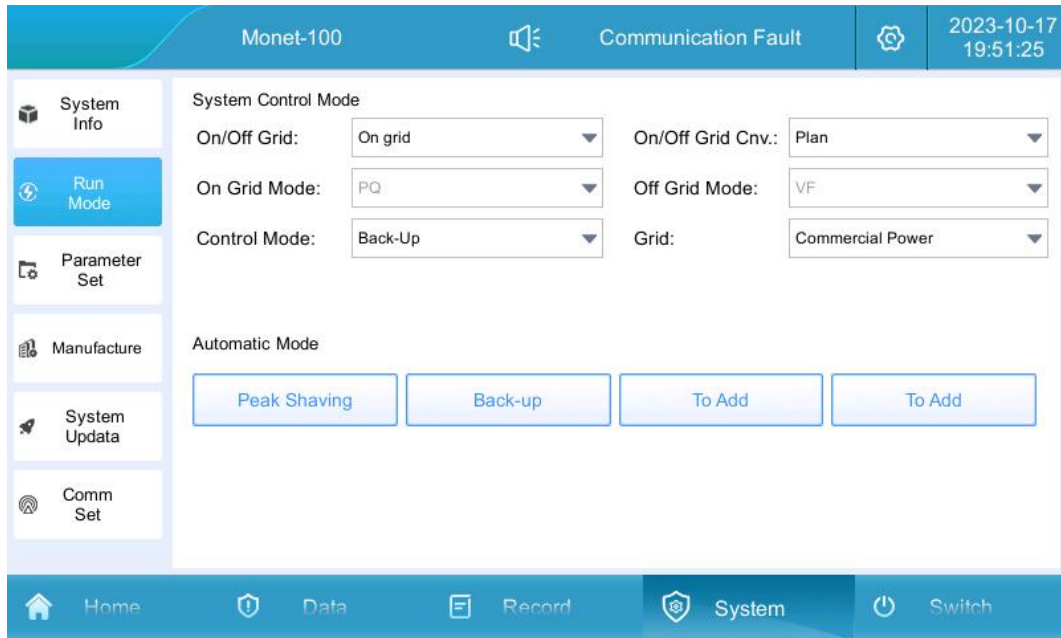 Monet-100
Communication Fault
2023-10-17
19:51:25
System
Info
Run
Mode
Parameter
Set
Manufacture
System
Updata
Comm
Set
System Control Mode
On/Off Grid: On grid On/Off Grid Cnv.: Plan
On Grid Mode: PQ Off Grid Mode: VF
Control Mode: Back-Up Grid: Commercial Power
Automatic Mode
Peak Shaving Back-up To Add To Add
Home Data Record System Switch